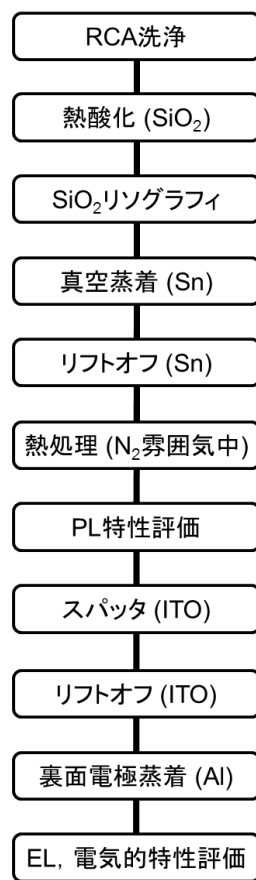 RCA洗浄
熱酸化 (SiO₂)
SiO₂リソグラフィ
真空蒸着 (Sn)
リフトオフ (Sn)
熱処理 (N₂雰囲気中)
PL特性評価
スパッタ (ITO)
リフトオフ (ITO)
裏面電極蒸着 (Al)
EL, 電気的特性評価